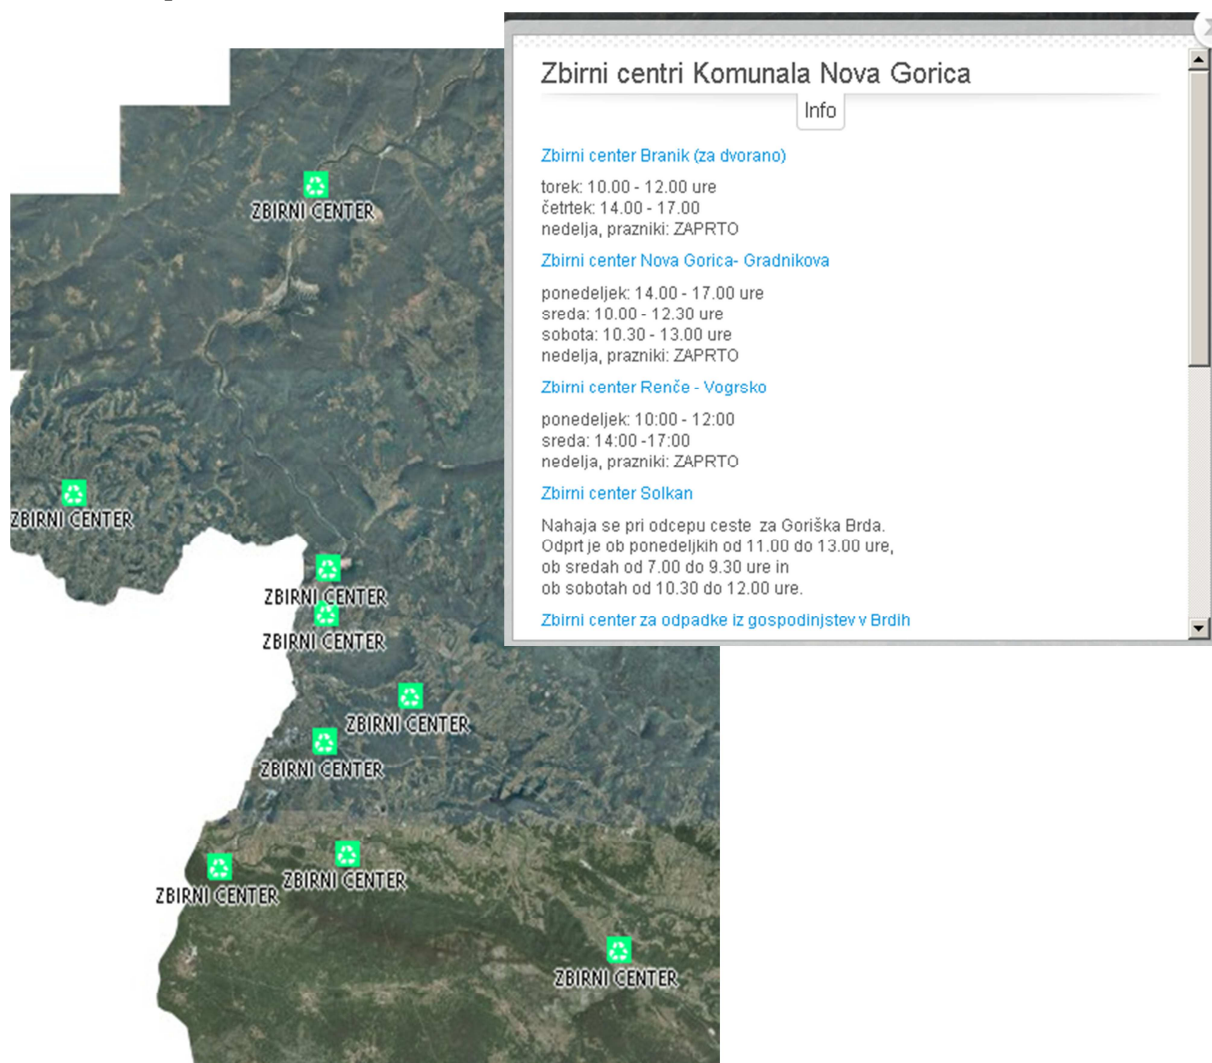 Zbirni centri Komunala Nova Gorica
Info
Zbirni center Branik (za dvorano)
torek: 10.00 - 12.00 ure
četrtek: 14.00 - 17.00
nedelja, prazniki: ZAPRTO
Zbirni center Nova Gorica- Gradnikova
ponedeljek: 14.00 - 17.00 ure
sreda: 10.00 - 12.30 ure
sobota: 10.30 - 13.00 ure
nedelja, prazniki: ZAPRTO
Zbirni center Renče - Vogrsko
ponedeljek: 10:00 - 12:00
sreda: 14:00 -17:00
nedelja, prazniki: ZAPRTO
Zbirni center Solkan
Nahaja se pri odcepu ceste za Goriška Brda.
Odprt je ob ponedeljkih od 11.00 do 13.00 ure,
ob sredah od 7.00 do 9.30 ure in
ob sobotah od 10.30 do 12.00 ure.
Zbirni center za odpadke iz gospodinjstev v Brdih
ZBIRNI CENTER
ZBIRNI CENTER
ZBIRNI CENTER
ZBIRNI CENTER
ZBIRNI CENTER
ZBIRNI CENTER
ZBIRNI CENTER
ZBIRNI CENTER
ZBIRNI CENTER